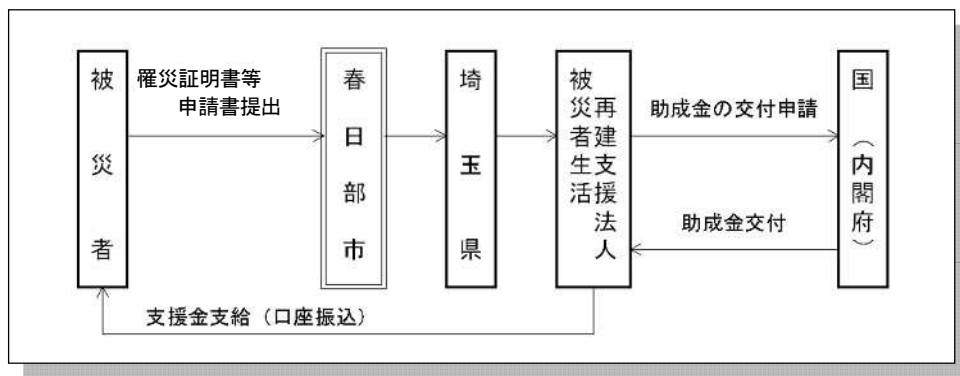 被災者
罹災証明書等
申請書提出
春日部市
埼玉県
被災者生活
再建支援法人
助成金の交付申請
助成金交付
国（内閣府）
支援金支給（口座振込）